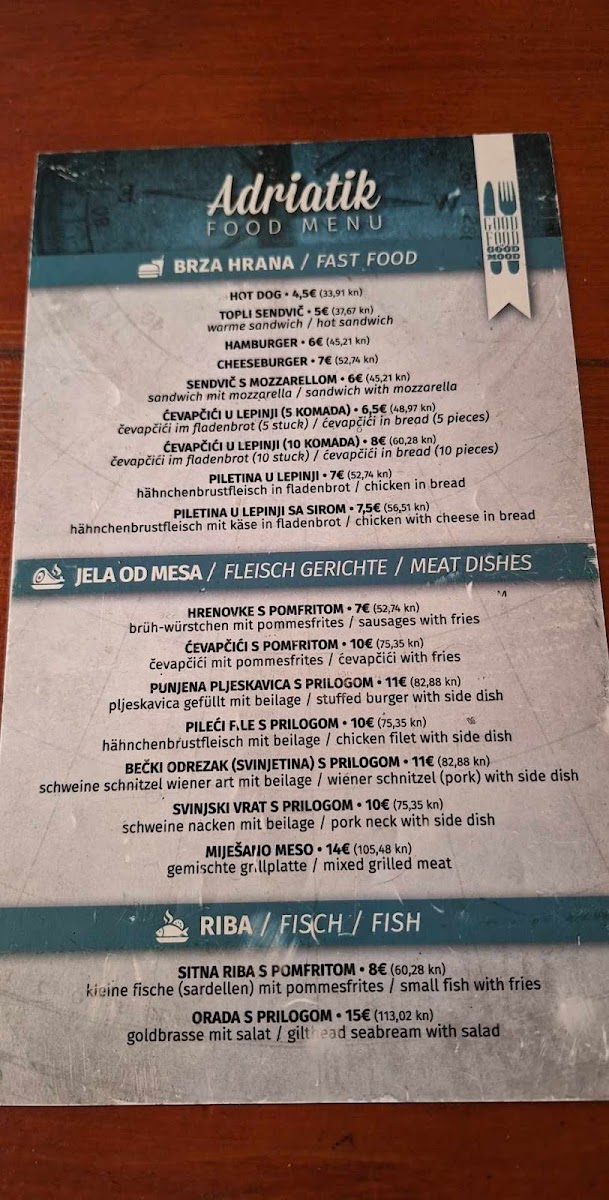 Adriatik
FOOD MENU
GOOD
FOOD
GOOD
MOOD
BRZA HRANA / FAST FOOD
HOT DOG • 4,5€ (33,91 kn)
TOPLI SENDVIČ • 5€ (37,67 kn)
warme sandwich / hot sandwich
HAMBURGER • 6€ (45,21 kn)
CHEESEBURGER • 7€ (52,74 kn)
SENDVIČ S MOZZARELLOM • 6€ (45,21 kn)
sandwich mit mozzarella / sandwich with mozzarella
ĆEVAPČIĆI U LEPINJI (5 KOMADA) • 6,5€ (48,97 kn)
čevapčići im fladenbrot (5 stuck) / ćevapčići in bread (5 pieces)
ĆEVAPČIĆI U LEPINJI (10 KOMADA) • 8€ (60,28 kn)
čevapčići im fladenbrot (10 stuck) / ćevapčići in bread (10 pieces)
PILETINA U LEPINJI • 7€ (52,74 kn)
hähnchenbrustfleisch in fladenbrot / chicken in bread
PILETINA U LEPINJI SA SIROM • 7,5€ (56,51 kn)
hähnchenbrustfleisch mit käse in fladenbrot / chicken with cheese in bread
JELA OD MESA / FLEISCH GERICHTE / MEAT DISHES
HRENOVKE S POMFRITOM • 7€ (52,74 kn)
brüh-würstchen mit pommesfrites / sausages with fries
ĆEVAPČIĆI S POMFRITOM • 10€ (75,35 kn)
čevapčići mit pommesfrites / ćevapčići with fries
PUNJENA PLJESKAVICA S PRILOGOM • 11€ (82,88 kn)
pljeskavica gefüllt mit beilage / stuffed burger with side dish
PILEĆI FILE S PRILOGOM • 10€ (75,35 kn)
hähnchenbrustfleisch mit beilage / chicken filet with side dish
BEČKI ODREZAK (SVINJETINA) S PRILOGOM • 11€ (82,88 kn)
schweine schnitzel wiener art mit beilage / wiener schnitzel (pork) with side dish
SVINJSKI VRAT S PRILOGOM • 10€ (75,35 kn)
schweine nacken mit beilage / pork neck with side dish
MIJEŠANO MESO • 14€ (105,48 kn)
gemischte grillplatte / mixed grilled meat
RIBA / FISCH / FISH
SITNA RIBA S POMFRITOM • 8€ (60,28 kn)
kleine fische (sardellen) mit pommesfrites / small fish with fries
ORADA S PRILOGOM • 15€ (113,02 kn)
goldbrasse mit salat / gilthead seabream with salad